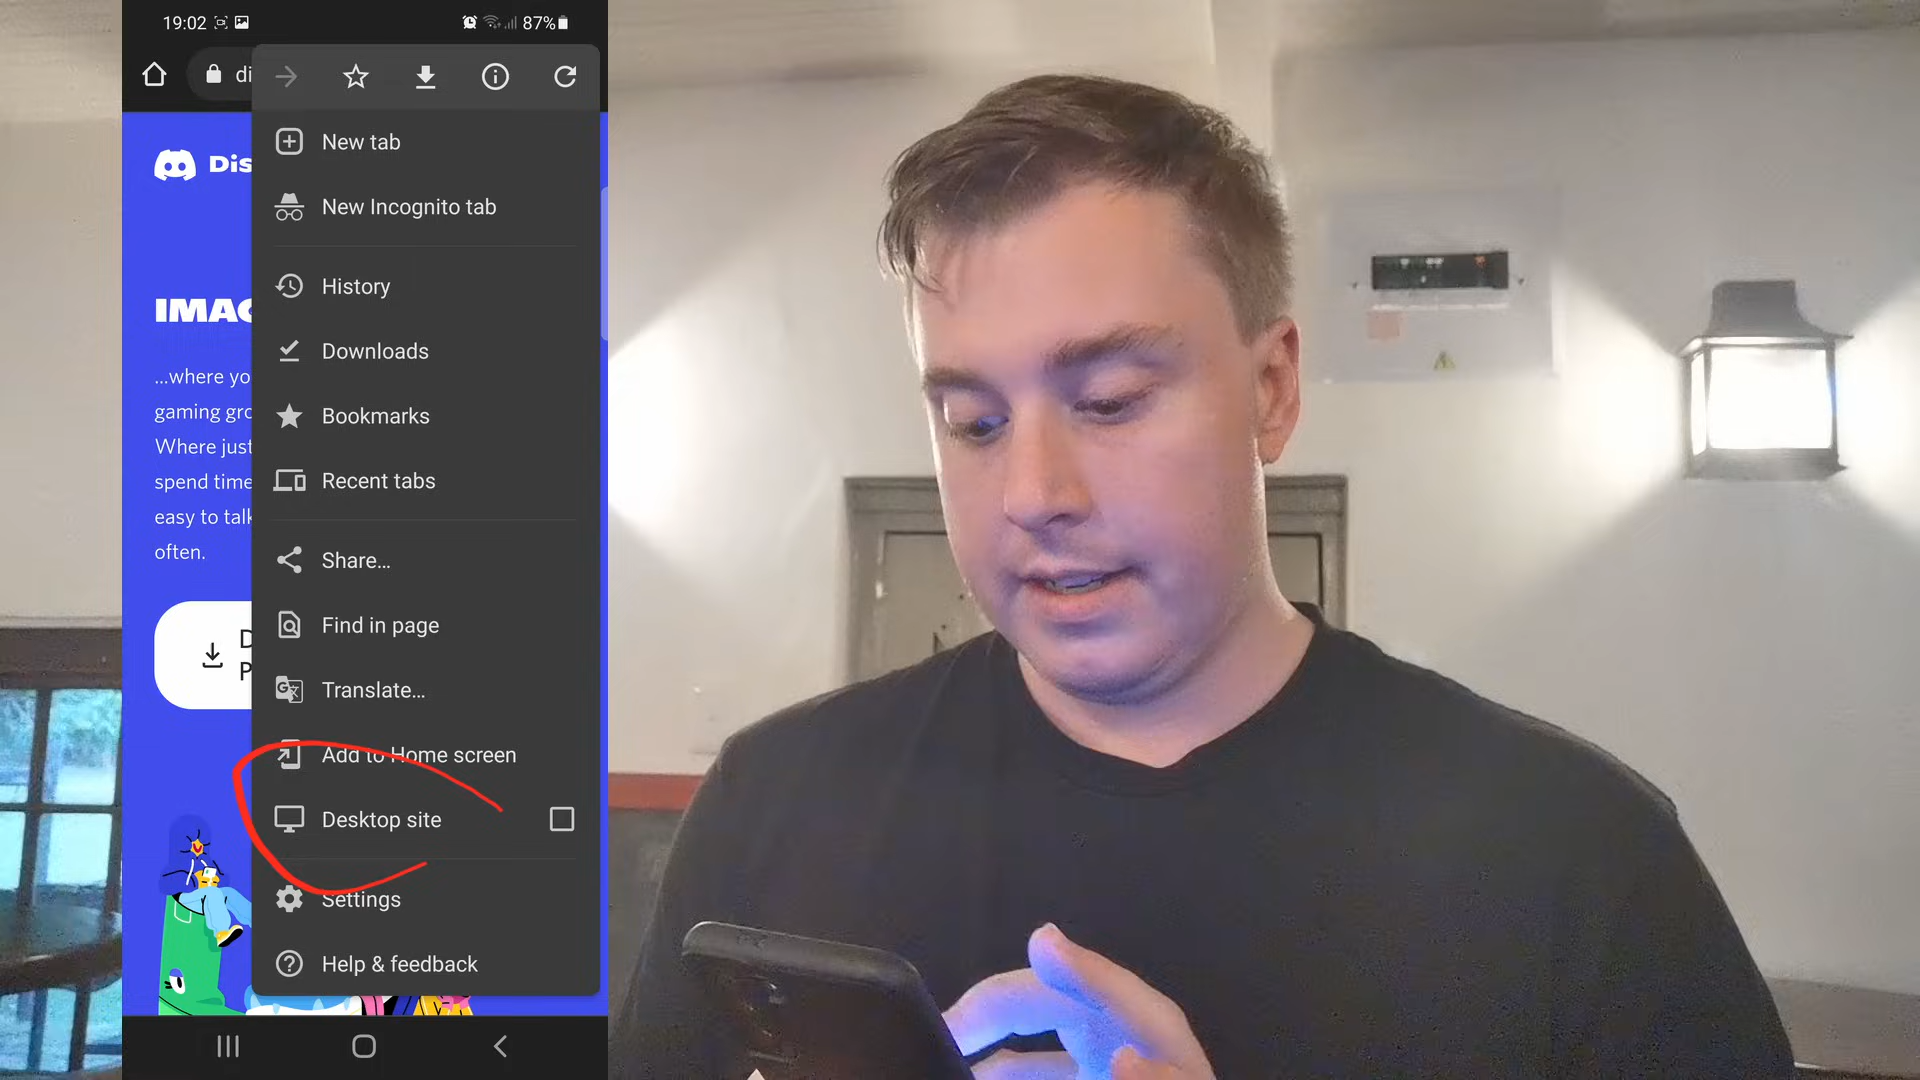 19:02
87%
di
Dis
New tab
New Incognito tab
IMAG
History
Downloads
...where yo
gaming gro
Where just
spend time
easy to talk
often.
Bookmarks
Recent tabs
Share...
Find in page
D
P
Translate...
Add to Home screen
Desktop site
Settings
Help & feedback